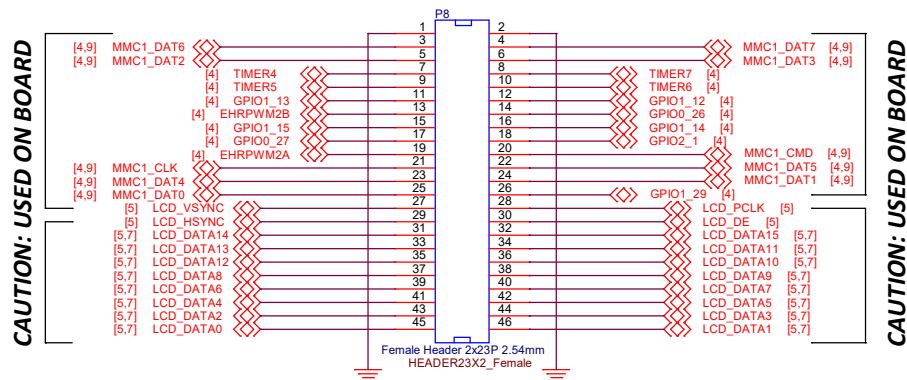 P8
1 2
[4,9] MMC1_DAT6 3 4 MMC1_DAT7 [4,9]
[4,9] MMC1_DAT2 5 6 MMC1_DAT3 [4,9]
[4] TIMER4 7 8 TIMER7 [4]
[4] TIMER5 9 10 TIMER6 [4]
[4] GPIO1_13 11 12 GPIO1_12 [4]
[4] EHRPWM2B 13 14 GPIO0_26 [4]
[4] GPIO1_15 15 16 GPIO1_14 [4]
[4] GPIO0_27 17 18 GPIO2_1 [4]
[4] EHRPWM2A 19 20 MMC1_CMD [4,9]
[4,9] MMC1_CLK 21 22 MMC1_DAT5 [4,9]
[4,9] MMC1_DAT4 23 24 MMC1_DAT1 [4,9]
[4,9] MMC1_DAT0 25 26 GPIO1_29 [4]
[5] LCD_VSYNC 27 28 LCD_PCLK [5]
[5] LCD_HSYNC 29 30 LCD_DE [5]
[5,7] LCD_DATA14 31 32 LCD_DATA15 [5,7]
[5,7] LCD_DATA13 33 34 LCD_DATA11 [5,7]
[5,7] LCD_DATA12 35 36 LCD_DATA10 [5,7]
[5,7] LCD_DATA8 37 38 LCD_DATA9 [5,7]
[5,7] LCD_DATA6 39 40 LCD_DATA7 [5,7]
[5,7] LCD_DATA4 41 42 LCD_DATA5 [5,7]
[5,7] LCD_DATA2 43 44 LCD_DATA3 [5,7]
[5,7] LCD_DATA0 45 46 LCD_DATA1 [5,7]
Female Header 2x23P 2.54mm
HEADER23X2_Female
CAUTION: USED ON BOARD
CAUTION: USED ON BOARD